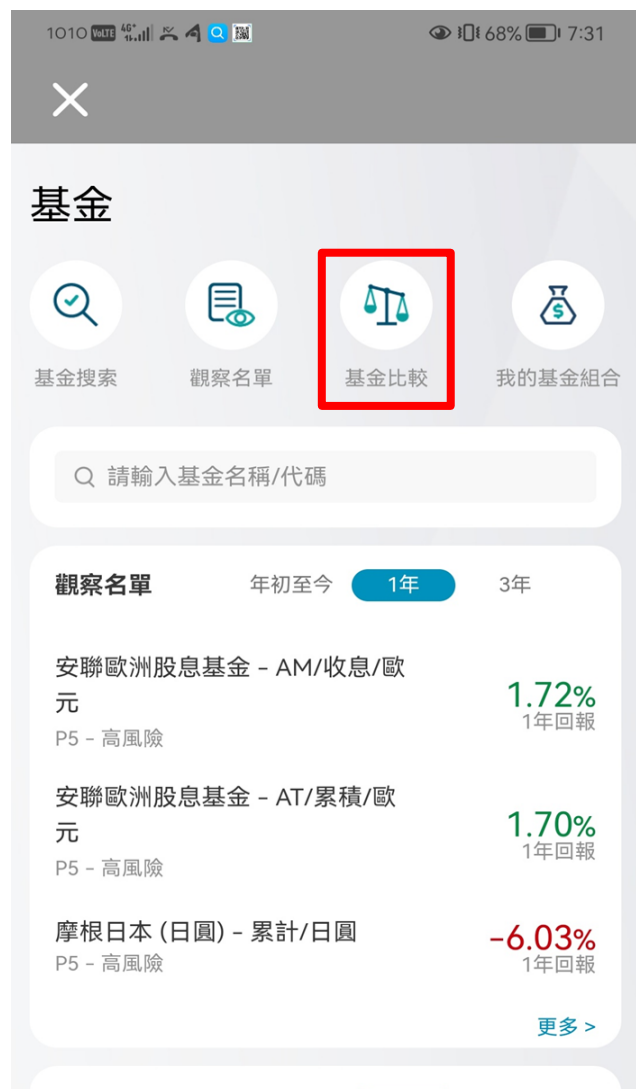 1010 VoLTE 4G+ 68% 7:31
基金
基金搜索 觀察名單 基金比較 我的基金組合
請輸入基金名稱/代碼
觀察名單 年初至今 1年 3年
安聯歐洲股息基金 – AM/收息/歐
元
1.72%
1年回報
P5 – 高風險
安聯歐洲股息基金 – AT/累積/歐
元
1.70%
1年回報
P5 – 高風險
摩根日本 (日圓) – 累計/日圓
-6.03%
P5 – 高風險
1年回報
更多 >